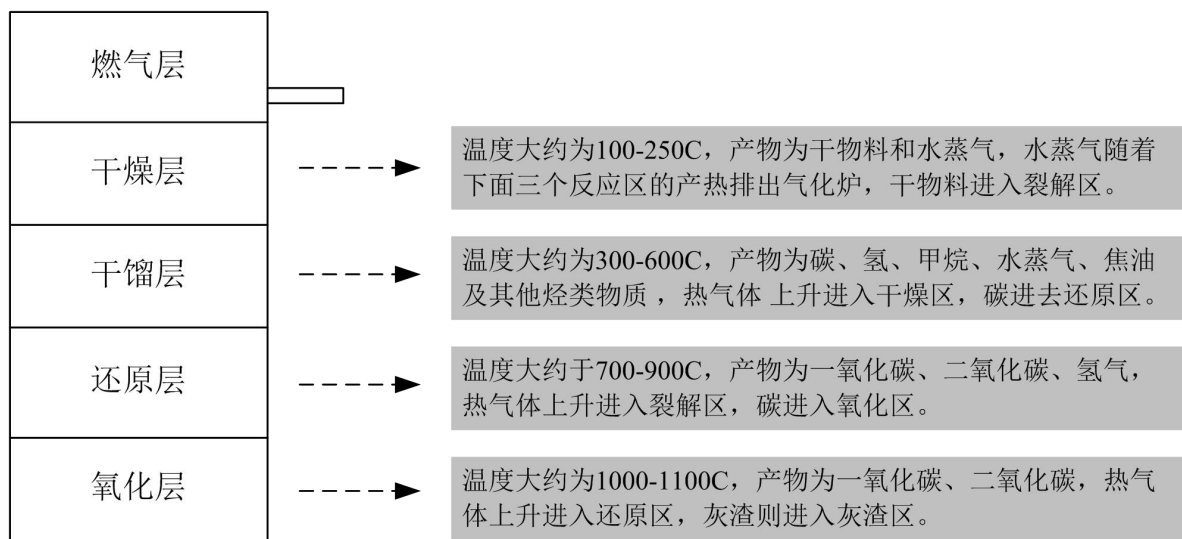 燃气层
干燥层
温度大约为100-250C，产物为干物料和水蒸气，水蒸气随着
下面三个反应区的产热排出气化炉，干物料进入裂解区。
干馏层
温度大约为300-600C，产物为碳、氢、甲烷、水蒸气、焦油
及其他烃类物质 ，热气体 上升进入干燥区，碳进去还原区。
还原层
温度大约于700-900C，产物为一氧化碳、二氧化碳、氢气，
热气体上升进入裂解区，碳进入氧化区。
氧化层
温度大约为1000-1100C，产物为一氧化碳、二氧化碳，热气
体上升进入还原区，灰渣则进入灰渣区。